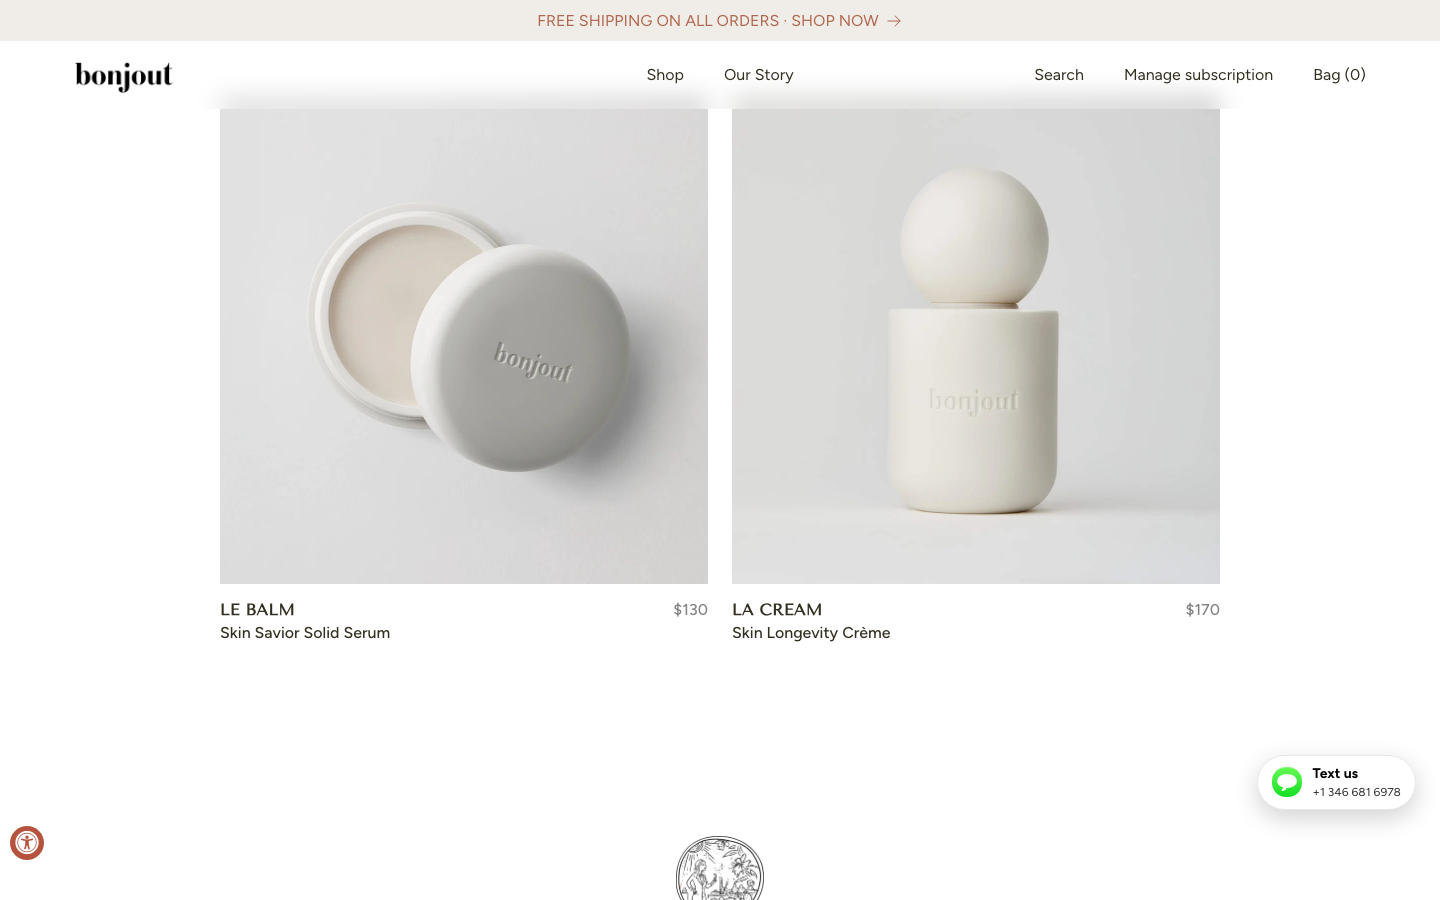 FREE SHIPPING ON ALL ORDERS · SHOP NOW
bonjout
Shop
Our Story
Search
Manage subscription
Bag (0)
bonjout
bonjout
LE BALM
$130
Skin Savior Solid Serum
LA CREAM
$170
Skin Longevity Crème
Text us
+1 346 681 6978